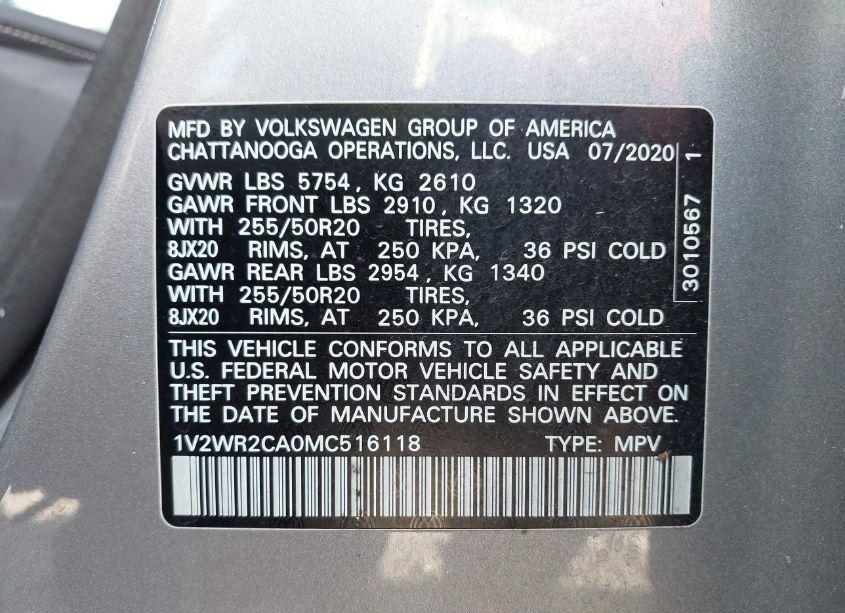 MFD BY VOLKSWAGEN GROUP OF AMERICA
CHATTANOOGA OPERATIONS, LLC. USA 07/2020
GVWR LBS 5754, KG 2610
GAWR FRONT LBS 2910, KG 1320
WITH 255/50R20 TIRES,
8JX20 RIMS, AT 250 KPA, 36 PSI COLD
GAWR REAR LBS 2954, KG 1340
WITH 255/50R20 TIRES,
8JX20 RIMS, AT 250 KPA, 36 PSI COLD
3010567 1
THIS VEHICLE CONFORMS TO ALL APPLICABLE
U.S. FEDERAL MOTOR VEHICLE SAFETY AND
THEFT PREVENTION STANDARDS IN EFFECT ON
THE DATE OF MANUFACTURE SHOWN ABOVE.
1V2WR2CA0MC516118 TYPE: MPV